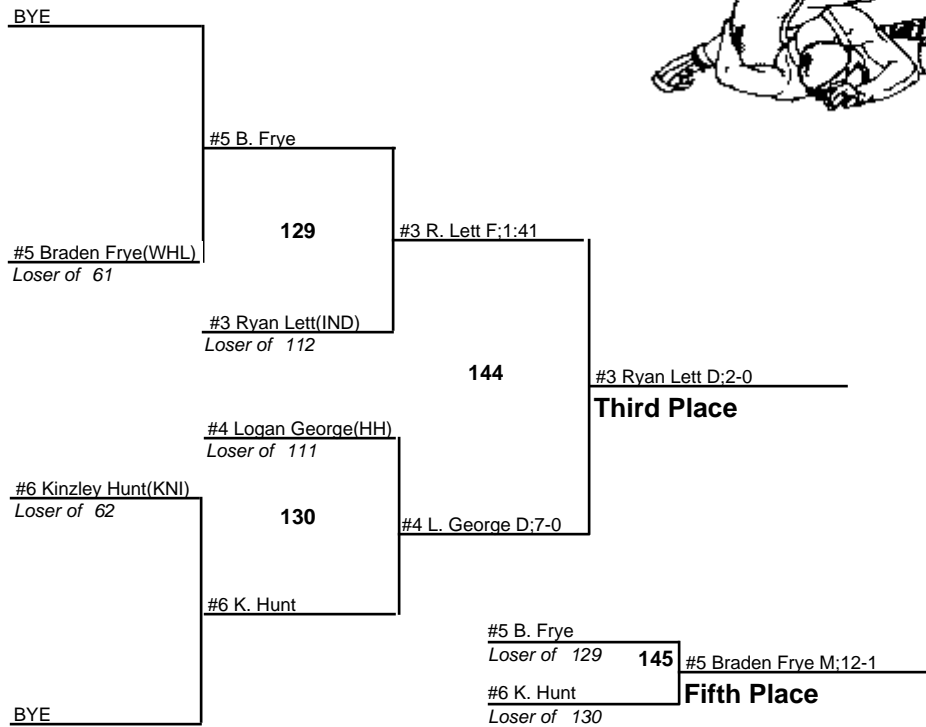 BYE
#5 B. Frye
129
#3 R. Lett F;1:41
#5 Braden Frye(WHL)
Loser of 61
#3 Ryan Lett(IND)
Loser of 112
144
#3 Ryan Lett D;2-0
Third Place
#4 Logan George(HH)
Loser of 111
#6 Kinzley Hunt(KNI)
Loser of 62
130
#4 L. George D;7-0
#6 K. Hunt
#5 B. Frye
Loser of 129
145
#5 Braden Frye M;12-1
Fifth Place
#6 K. Hunt
Loser of 130
BYE